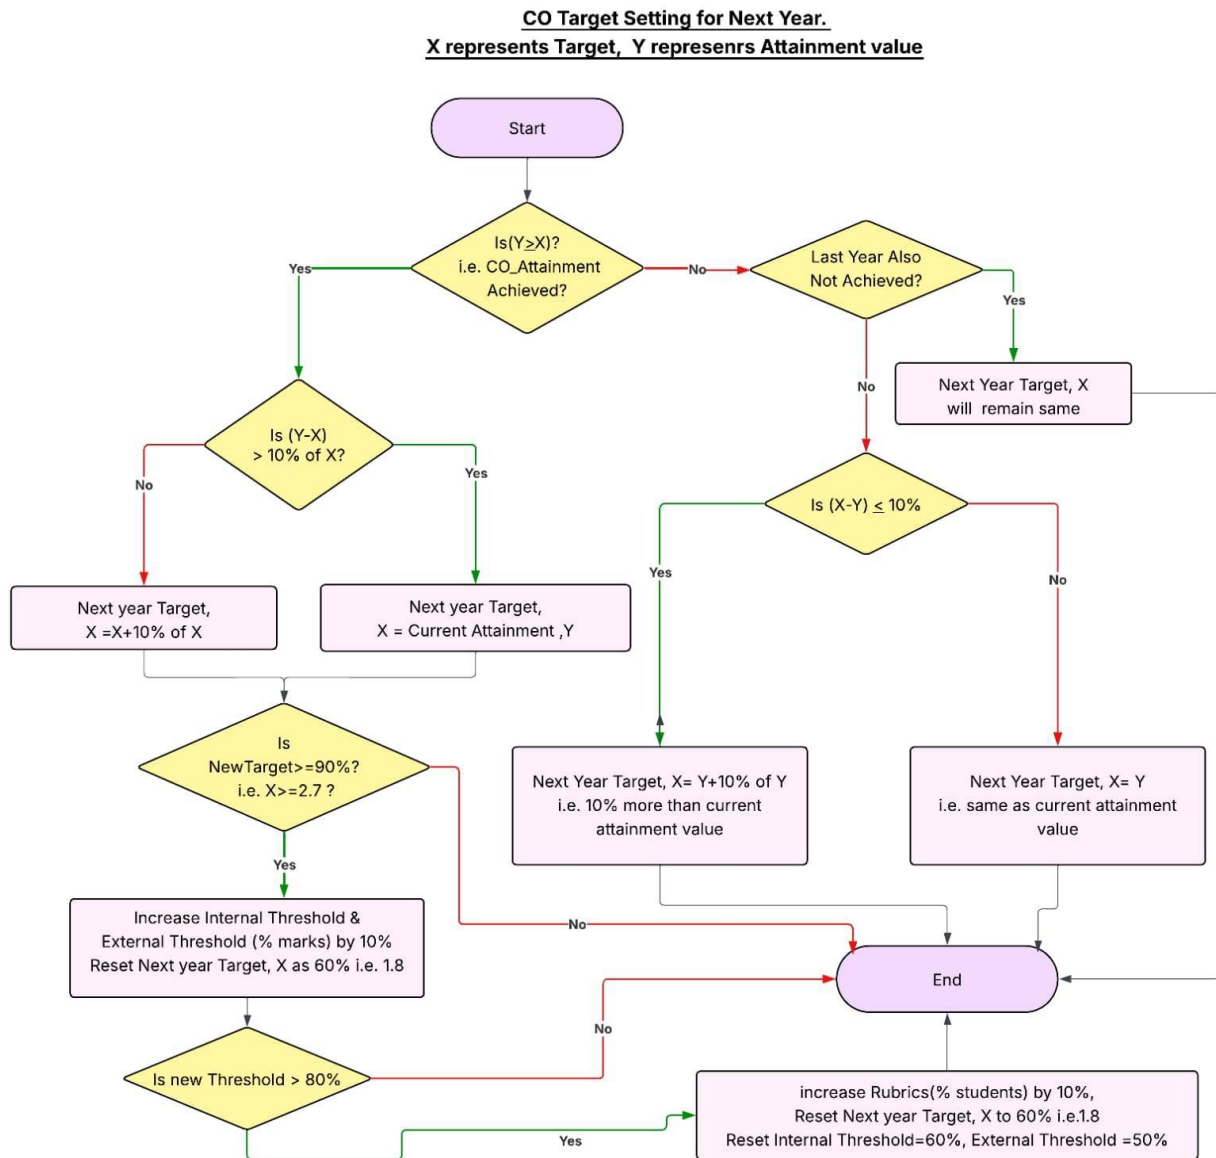 CO Target Setting for Next Year.
X represents Target, Y represenrs Attainment value
Start
Is(Y≥X)?
i.e. CO_Attainment
Achieved?
Yes
No
Last Year Also
Not Achieved?
Yes
Next Year Target, X
will remain same
No
Is (Y-X)
> 10% of X?
No
Yes
Is (X-Y) ≤ 10%
Yes
No
Next year Target,
X =X+10% of X
Next year Target,
X = Current Attainment ,Y
Is
NewTarget>=90%?
i.e. X>=2.7 ?
Next Year Target, X= Y+10% of Y
i.e. 10% more than current
attainment value
Next Year Target, X= Y
i.e. same as current attainment
value
Yes
No
Increase Internal Threshold &
External Threshold (% marks) by 10%
Reset Next year Target, X as 60% i.e. 1.8
End
No
Is new Threshold > 80%
Yes
increase Rubrics(% students) by 10%,
Reset Next year Target, X to 60% i.e.1.8
Reset Internal Threshold=60%, External Threshold =50%